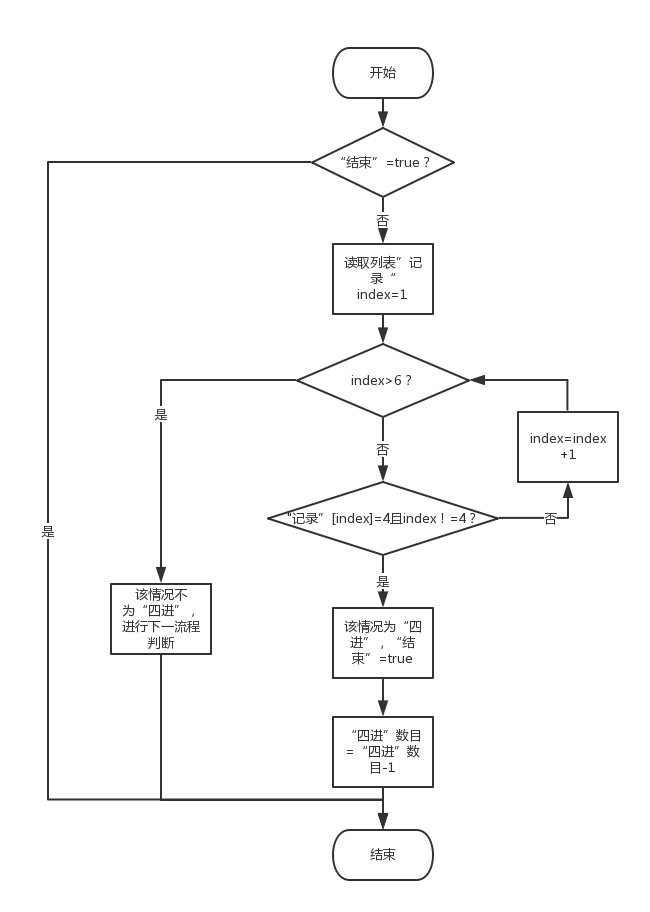 开始
“结束” =true？
否
读取列表”记
录“
index=1
index>6？
是
否
index=index
+1
"记录” [index]=4且index！=4？
否
是
是
该情况不
为“四进”，
进行下一流程
判断
该情况为“四
进”，“结
束” =true
“四进”数目
=“四进”数
目-1
结束